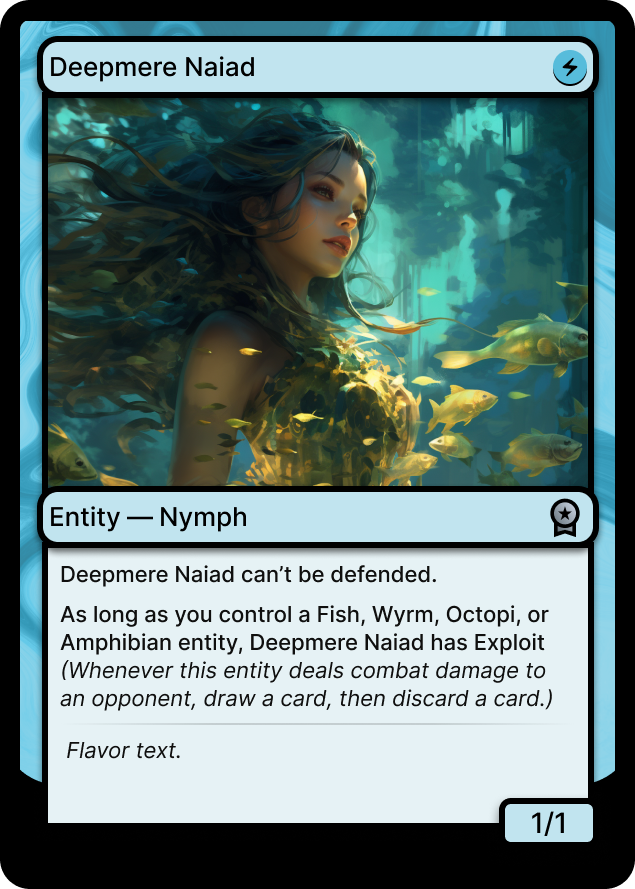 Deepmere Naiad
Entity — Nymph
Deepmere Naiad can’t be defended.
As long as you control a Fish, Wyrm, Octopi, or
Amphibian entity, Deepmere Naiad has Exploit
(Whenever this entity deals combat damage to
an opponent, draw a card, then discard a card.)
Flavor text.
1/1